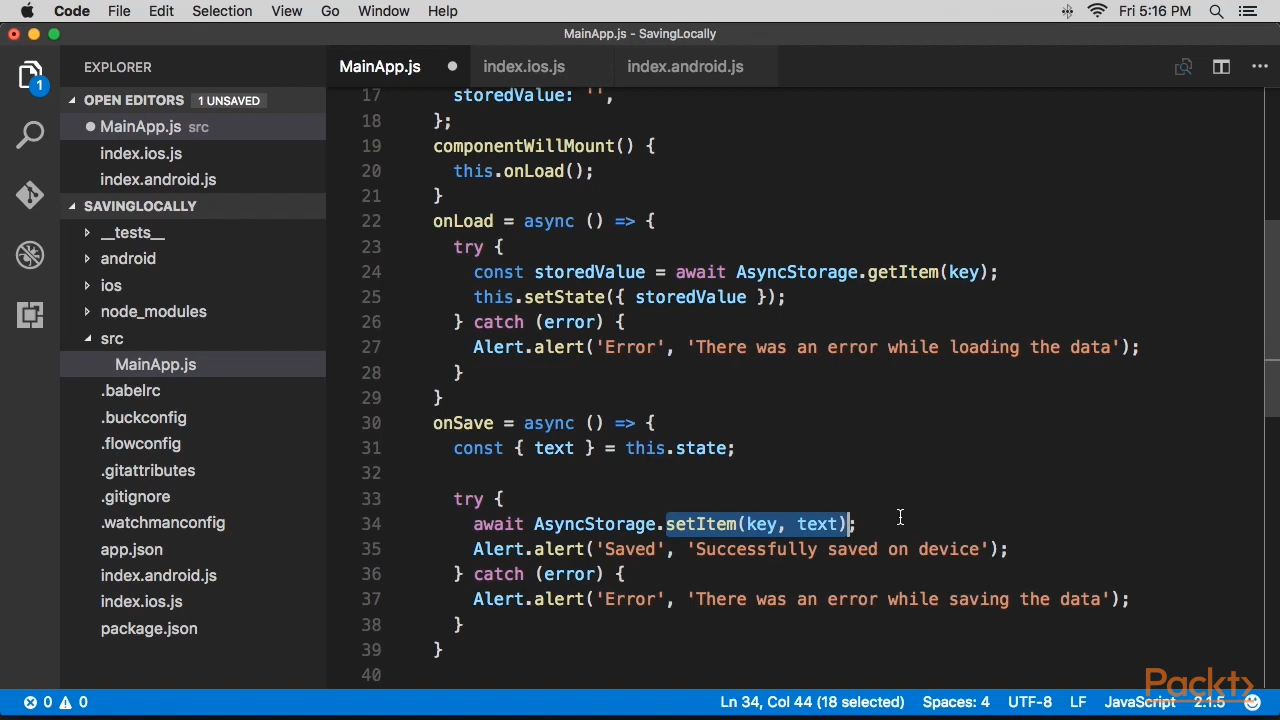 Code File Edit Selection View Go Window Help Fri 5:16 PM
MainApp.js - SavingLocally
EXPLORER
MainApp.js index.ios.js index.android.js
OPEN EDITORS 1 UNSAVED
MainApp.js src
index.ios.js
index.android.js
SAVINGLOCALLY
__tests__
android
ios
node_modules
src
MainApp.js
.babelrc
.buckconfig
.flowconfig
.gitattributes
.gitignore
.watchmanconfig
app.json
index.android.js
index.ios.js
package.json
1
17 storedValue: '',
18 };
19 componentWillMount() {
20 this.onLoad();
21 }
22 onLoad = async () => {
23 try {
24 const storedValue = await AsyncStorage.getItem(key);
25 this.setState({ storedValue });
26 } catch (error) {
27 Alert.alert('Error', 'There was an error while loading the data');
28 }
29 }
30 onSave = async () => {
31 const { text } = this.state;
32
33 try {
34 await AsyncStorage.setItem(key, text);
35 Alert.alert('Saved', 'Successfully saved on device');
36 } catch (error) {
37 Alert.alert('Error', 'There was an error while saving the data');
38 }
39 }
40
Packt>
0 0 Ln 34, Col 44 (18 selected) Spaces: 4 UTF-8 LF JavaScript 2.1.5